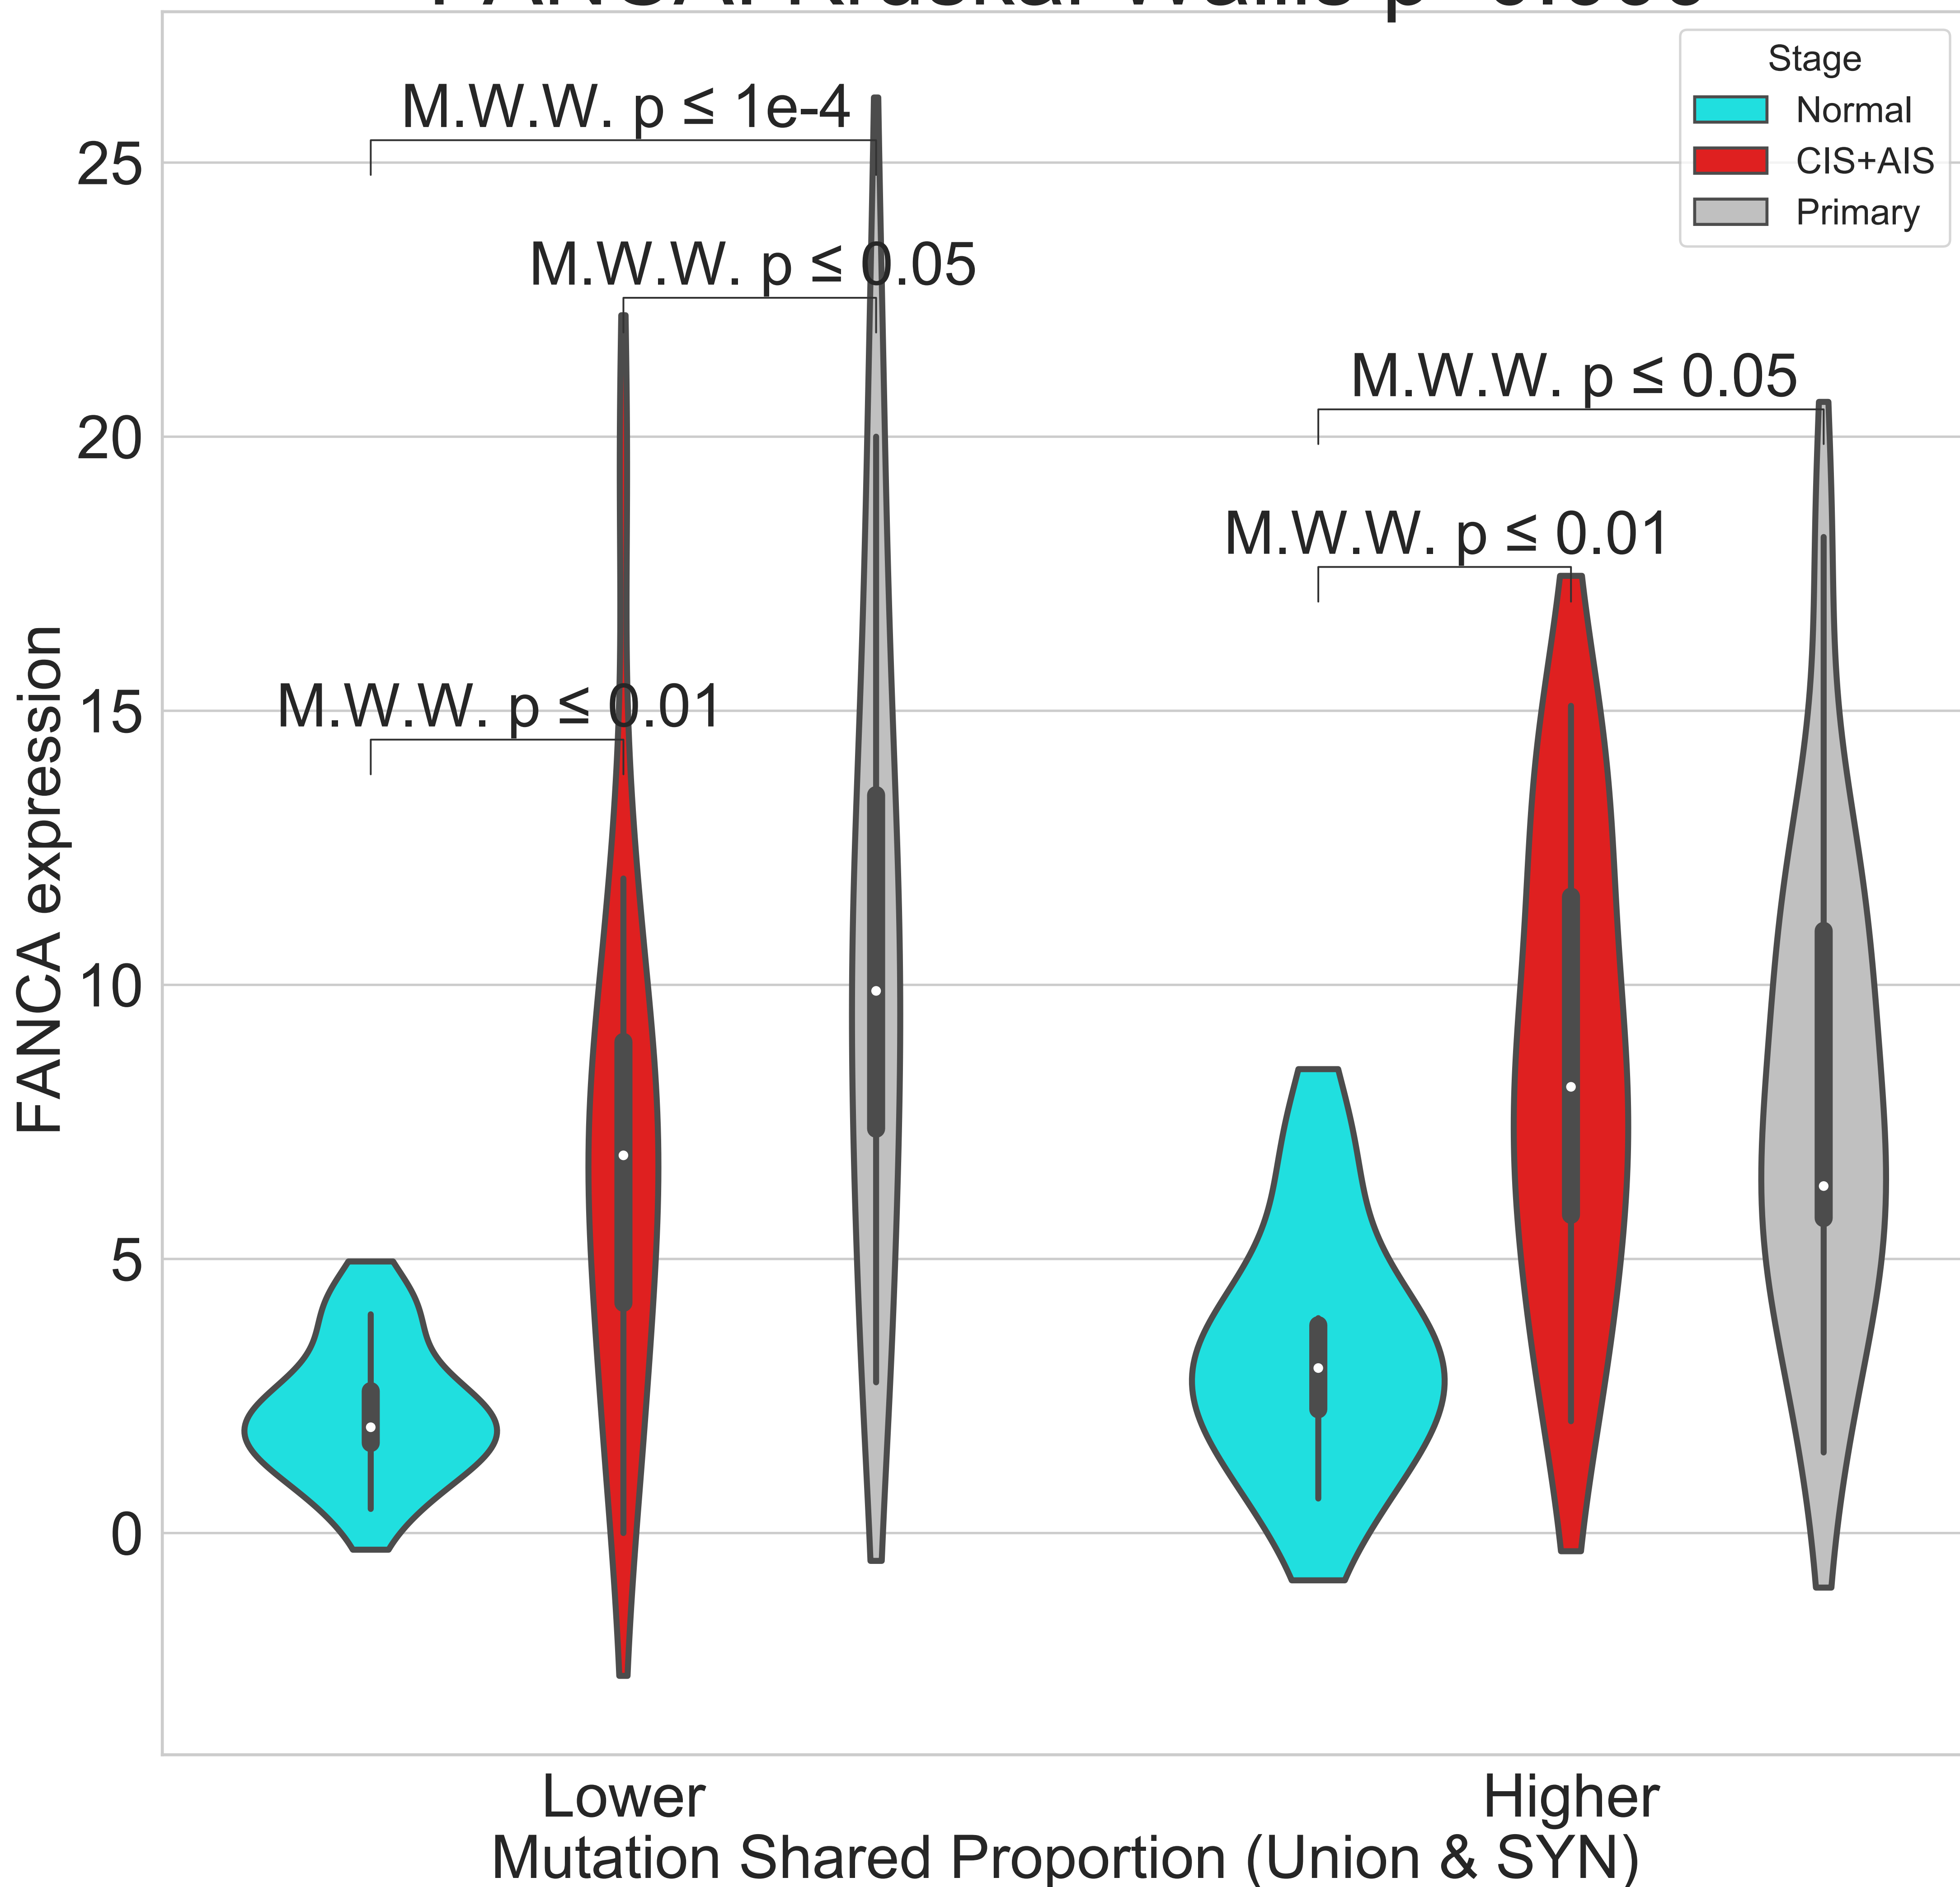 Stage
Normal
CIS+AIS
Primary
M.W.W. p ≤ 1e-4
M.W.W. p ≤ 0.05
M.W.W. p ≤ 0.05
M.W.W. p ≤ 0.01
M.W.W. p ≤ 0.01
25
20
15
10
5
0
FANCA expression
Lower
Higher
Mutation Shared Proportion (Union & SYN)